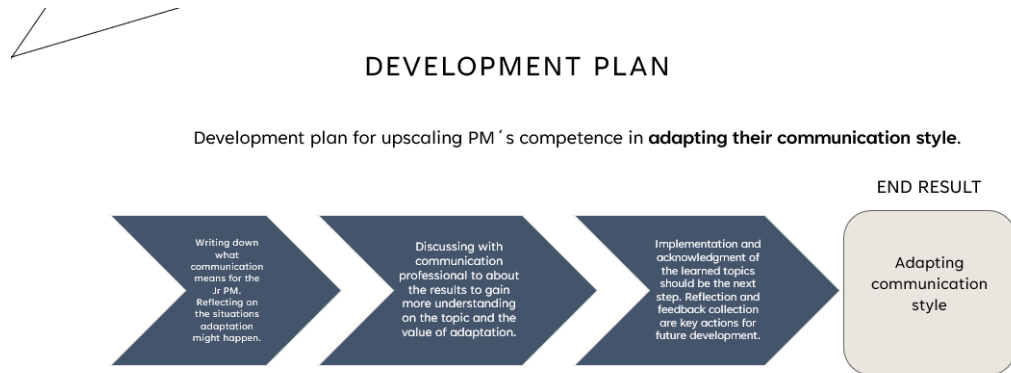 DEVELOPMENT PLAN
Development plan for upscaling PM´s competence in adapting their communication style.
END RESULT
Writing down
what
communication
means for the
Jr PM.
Reflecting on
the situations
adaptation
might happen.
Discussing with
communication
professional to about
the results to gain
more understanding
on the topic and the
value of adaptation.
Implementation and
acknowledgment of
the learned topics
should be the next
step. Reflection and
feedback collection
are key actions for
future development.
Adapting
communication
style